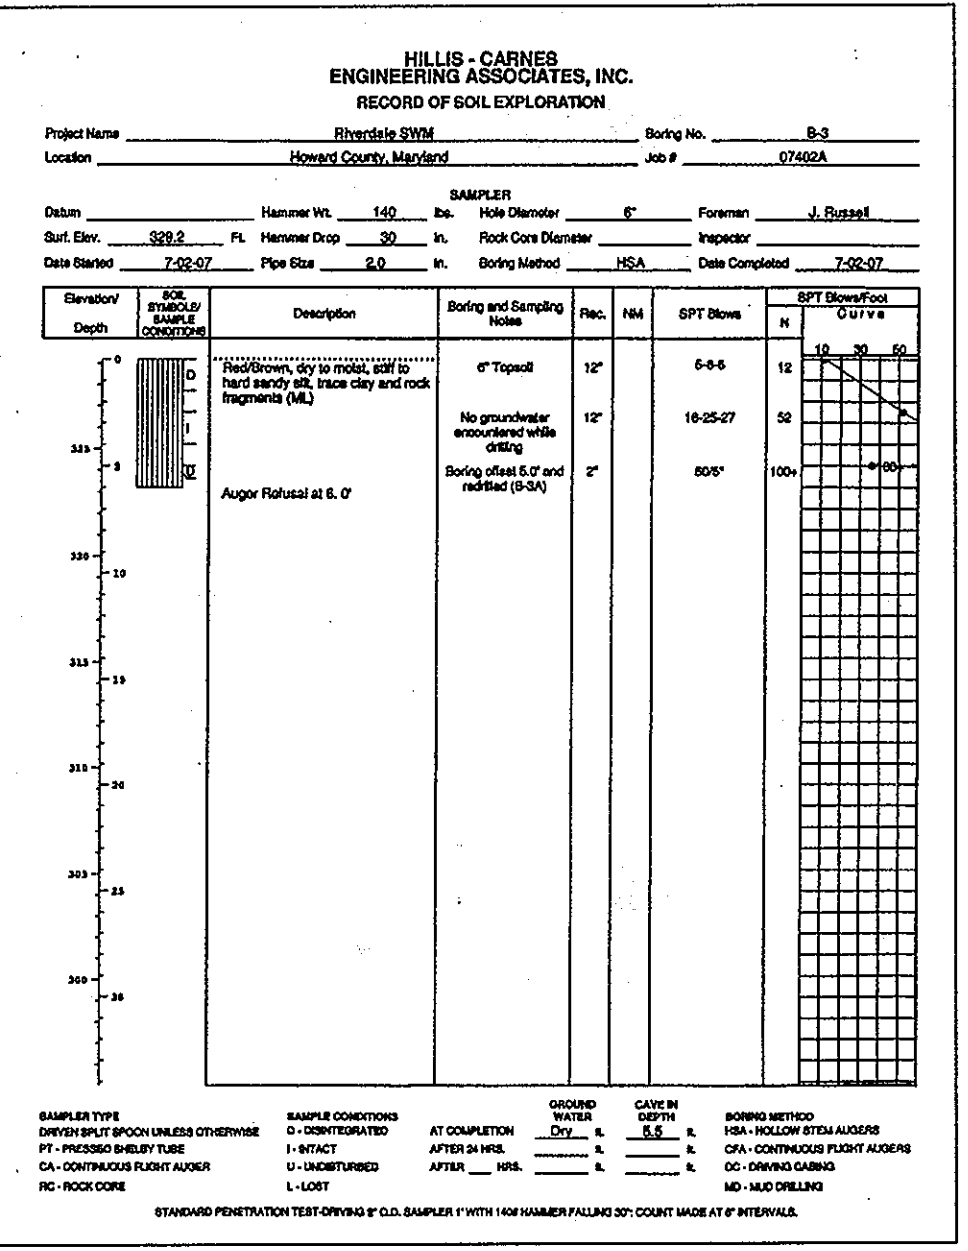 HILLIS - CARNES
ENGINEERING ASSOCIATES, INC.
RECORD OF SOIL EXPLORATION
Project Name Riverdale SWM Boring No. B-3
Location Howard County, Maryland Job # 07402A
SAMPLER
Datum Hammer Wt. 140 lbs. Hole Diameter 6" Foreman J. Russell
Surf. Elev. Ft. Hammer Drop 30 in. Rock Core Diameter Inspector
Date Started 7-02-07 Pipe Size 2.0 in. Boring Method HSA Date Completed 7-02-07
Elevation/ Depth
SOIL SYMBOLS/ SAMPLE CONDITIONS
Description
Boring and Sampling Notes
Rec.
NM
SPT Blows
N
SPT Blows/Foot
Curve
10 30 50
0
Red/Brown, dry to moist, stiff to
hard sandy silt, trace clay and rock
fragments (ML)
D
6" Topsoil
12"
12
No groundwater
encountered while
drilling
I
12"
16-25-27
52
325
5
D
Boring offset 5.0' and
redrilled (B-3A)
2"
50/5"
100+
Auger Refusal at 6. 0'
320
10
315
15
310
20
305
25
300
30
SAMPLER TYPE
DRIVEN SPLIT SPOON UNLESS OTHERWISE
PT - PRESSED SHELBY TUBE
CA - CONTINUOUS FLIGHT AUGER
RC - ROCK CORE
SAMPLE CONDITIONS
D - DISINTEGRATED
I - INTACT
U - UNDISTURBED
L - LOST
GROUND WATER
CAVE IN DEPTH
AT COMPLETION Dry ft. 5.5 ft.
AFTER 24 HRS. ft. ft.
AFTER HRS. ft. ft.
BORING METHOD
HSA - HOLLOW STEM AUGERS
CFA - CONTINUOUS FLIGHT AUGERS
DC - DRIVING CASING
MD - MUD DRILLING
STANDARD PENETRATION TEST-DRIVING 2" O.D. SAMPLER 1' WITH 140# HAMMER FALLING 30"; COUNT MADE AT 6" INTERVALS.